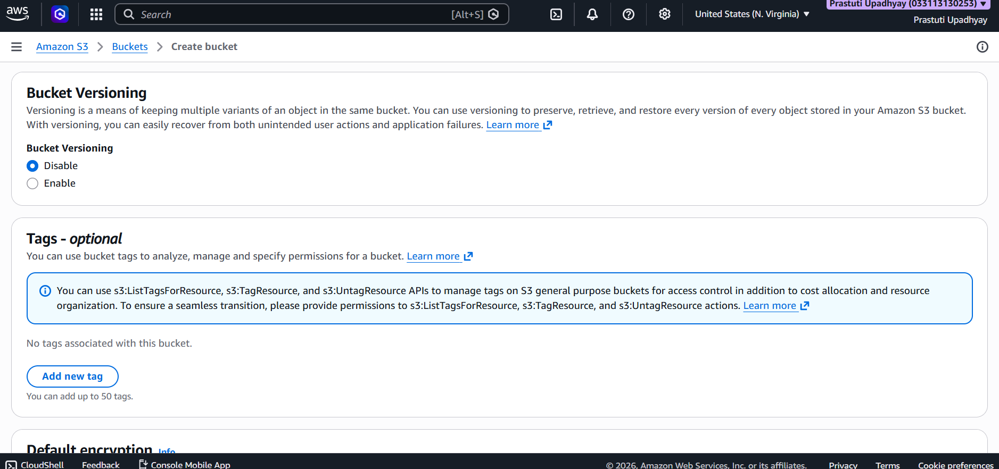 aws
Search
[Alt+S]
United States (N. Virginia)
Prastuti Upadhyay (033113130253)
Prastuti Upadhyay
Amazon S3
Buckets
Create bucket
Bucket Versioning
Versioning is a means of keeping multiple variants of an object in the same bucket. You can use versioning to preserve, retrieve, and restore every version of every object stored in your Amazon S3 bucket.
With versioning, you can easily recover from both unintended user actions and application failures. Learn more
Bucket Versioning
Disable
Enable
Tags - optional
You can use bucket tags to analyze, manage and specify permissions for a bucket. Learn more
You can use s3:ListTagsForResource, s3:TagResource, and s3:UntagResource APIs to manage tags on S3 general purpose buckets for access control in addition to cost allocation and resource
organization. To ensure a seamless transition, please provide permissions to s3:ListTagsForResource, s3:TagResource, and s3:UntagResource actions. Learn more
No tags associated with this bucket.
Add new tag
You can add up to 50 tags.
Default encryption Info
CloudShell
Feedback
Console Mobile App
© 2026, Amazon Web Services, Inc. or its affiliates.
Privacy
Terms
Cookie preferences